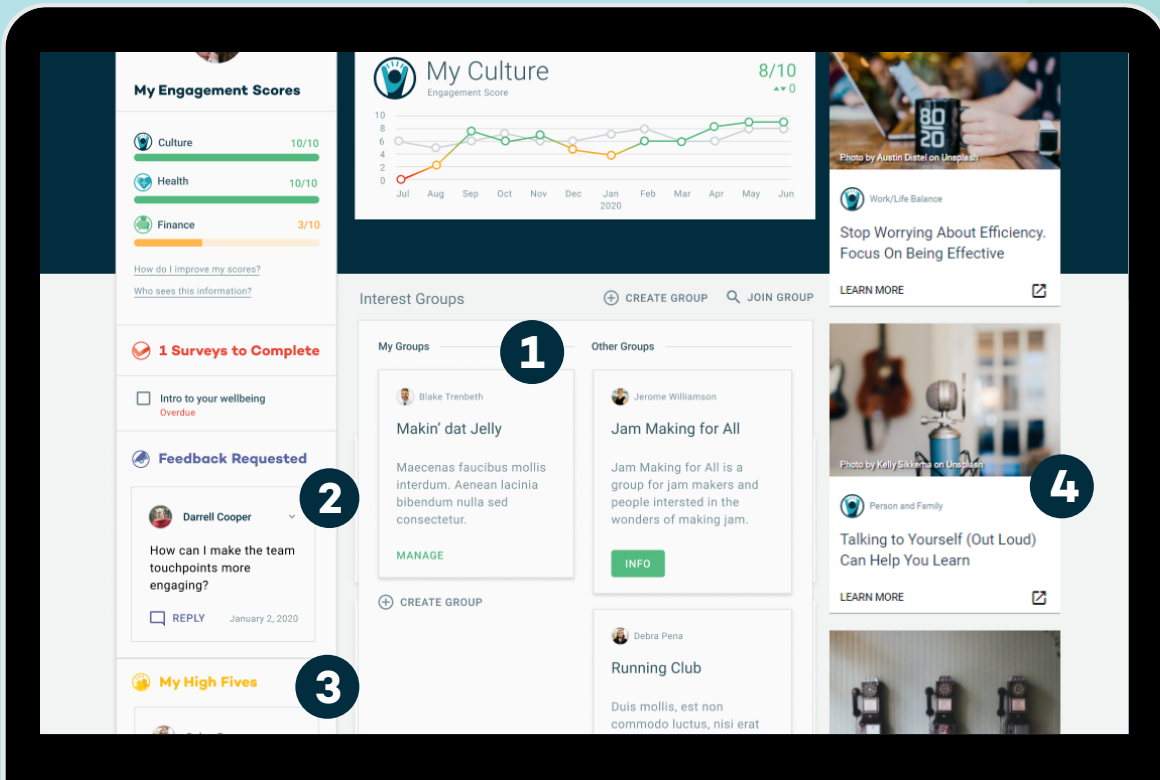 My Engagement Scores
Culture 10/10
Health 10/10
Finance 3/10
How do I improve my scores?
Who sees this information?
1 Surveys to Complete
Intro to your wellbeing
Overdue
Feedback Requested
2
Darrell Cooper
How can I make the team
touchpoints more
engaging?
REPLY January 2, 2020
My High Fives
3
My Culture
Engagement Score
8/10
0
10
8
6
4
2
0
Jul Aug Sep Oct Nov Dec Jan Feb Mar Apr May Jun
2020
Interest Groups
CREATE GROUP JOIN GROUP
My Groups
1
Other Groups
Blake Trenbeth
Makin’ dat Jelly
Maecenas faucibus mollis
interdum. Aenean lacinia
bibendum nulla sed
consectetur.
MANAGE
CREATE GROUP
Jerome Williamson
Jam Making for All
Jam Making for All is a
group for jam makers and
people intersted in the
wonders of making jam.
INFO
Debra Pena
Running Club
Duis mollis, est non
commodo luctus, nisi erat
80
20
Photo by Austin Distel on Unsplash
Work/Life Balance
Stop Worrying About Efficiency.
Focus On Being Effective
LEARN MORE
Photo by Kelly Sikkema on Unsplash
4
Person and Family
Talking to Yourself (Out Loud)
Can Help You Learn
LEARN MORE